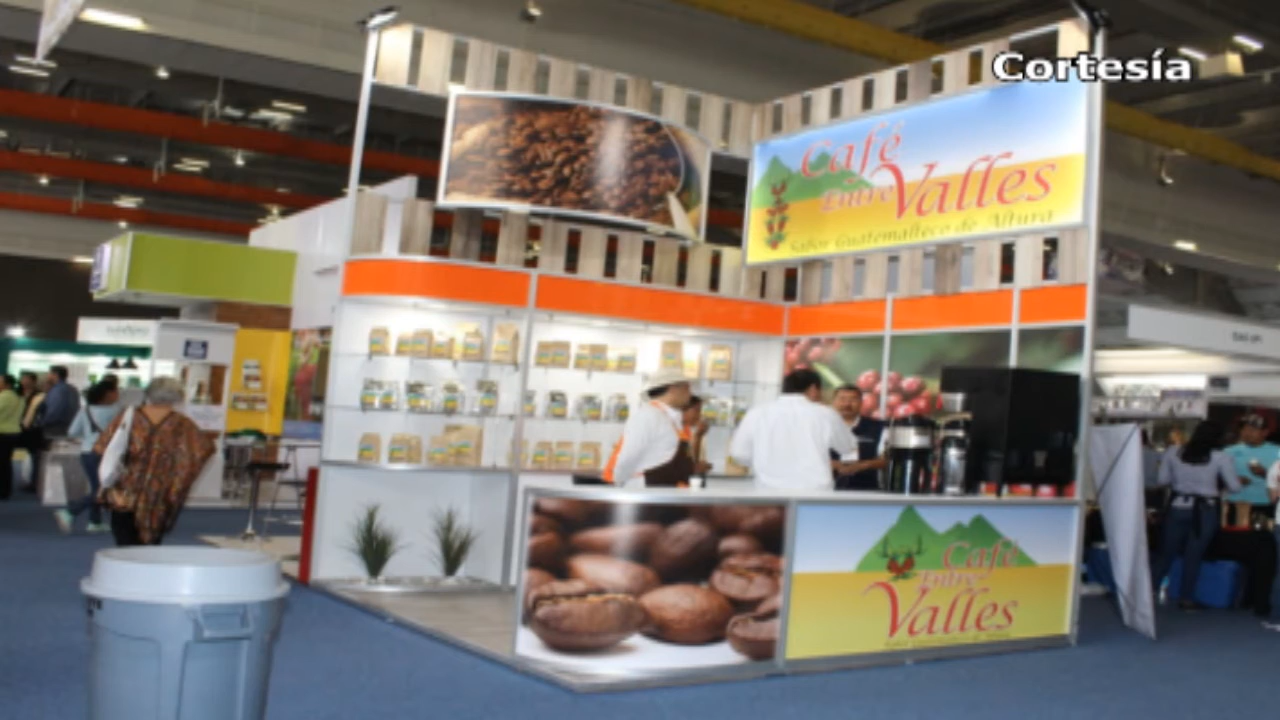 Cortesía
Café
Entre Valles
Sabor Guatemalteco de Altura
Café
Entre
Valles